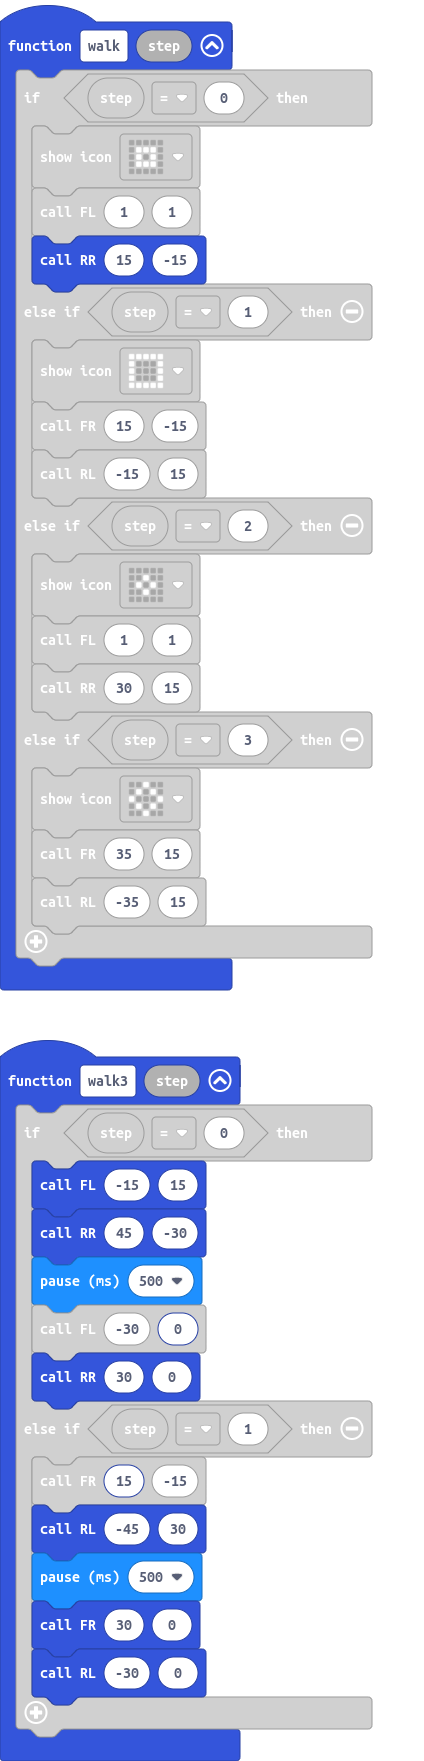 function walk step
if step = 0 then
show icon
call FL 1 1
call RR 15 -15
else if step = 1 then
show icon
call FR 15 -15
call RL -15 15
else if step = 2 then
show icon
call FL 1 1
call RR 30 15
else if step = 3 then
show icon
call FR 35 15
call RL -35 15
function walk3 step
if step = 0 then
call FL -15 15
call RR 45 -30
pause (ms) 500
call FL -30 0
call RR 30 0
else if step = 1 then
call FR 15 -15
call RL -45 30
pause (ms) 500
call FR 30 0
call RL -30 0